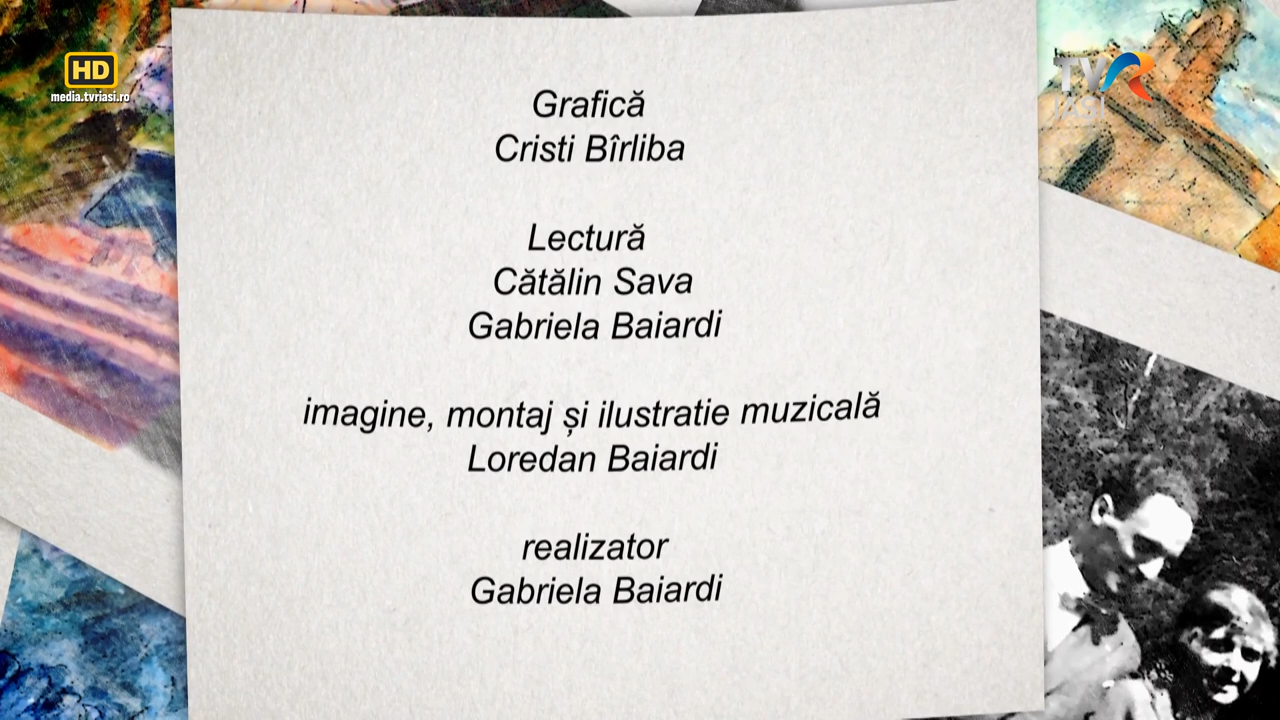 HD
media.tvriasi.ro
TVR
IAȘI
Grafică
Cristi Bîrliba
Lectură
Cătălin Sava
Gabriela Baiardi
imagine, montaj și ilustratie muzicală
Loredan Baiardi
realizator
Gabriela Baiardi